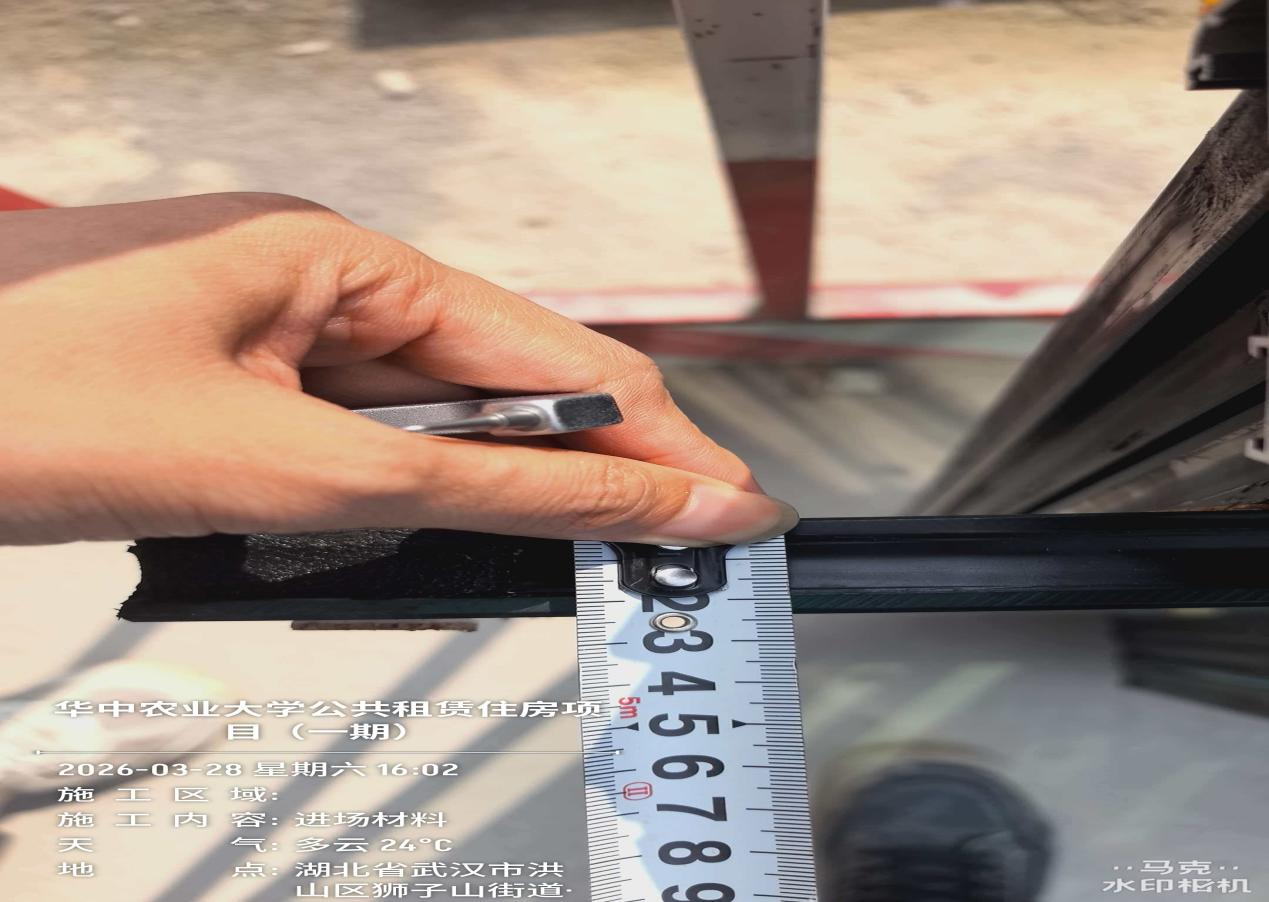 2
3
4
5m
5
6
Ⅱ
7
8
9
华中农业大学公共租赁住房项
目（一期）
2026-03-28 星期六 16:02
施工区域:
施工内容: 进场材料
天气: 多云 24°C
地点: 湖北省武汉市洪
山区狮子山街道·
马克
水印相机